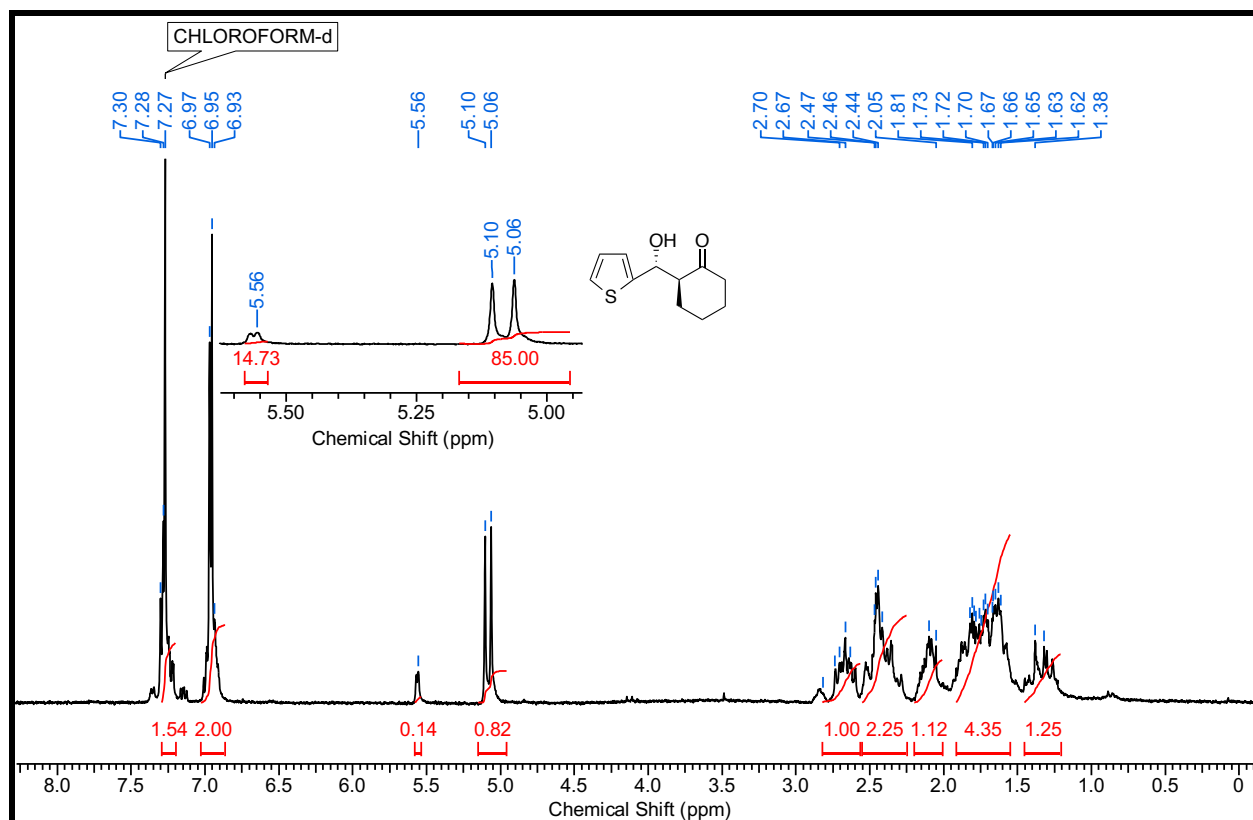 CHLOROFORM-d
7.30 7.28 7.27 6.97 6.95 6.93 5.56 5.10 5.06 2.70 2.67 2.47 2.46 2.44 2.05 1.81 1.73 1.72 1.70 1.67 1.66 1.65 1.63 1.62 1.38
5.56 5.10 5.06
OH O
S
14.73 85.00
5.50 5.25 5.00
Chemical Shift (ppm)
1.54 2.00 0.14 0.82 1.00 2.25 1.12 4.35 1.25
8.0 7.5 7.0 6.5 6.0 5.5 5.0 4.5 4.0 3.5 3.0 2.5 2.0 1.5 1.0 0.5 0
Chemical Shift (ppm)